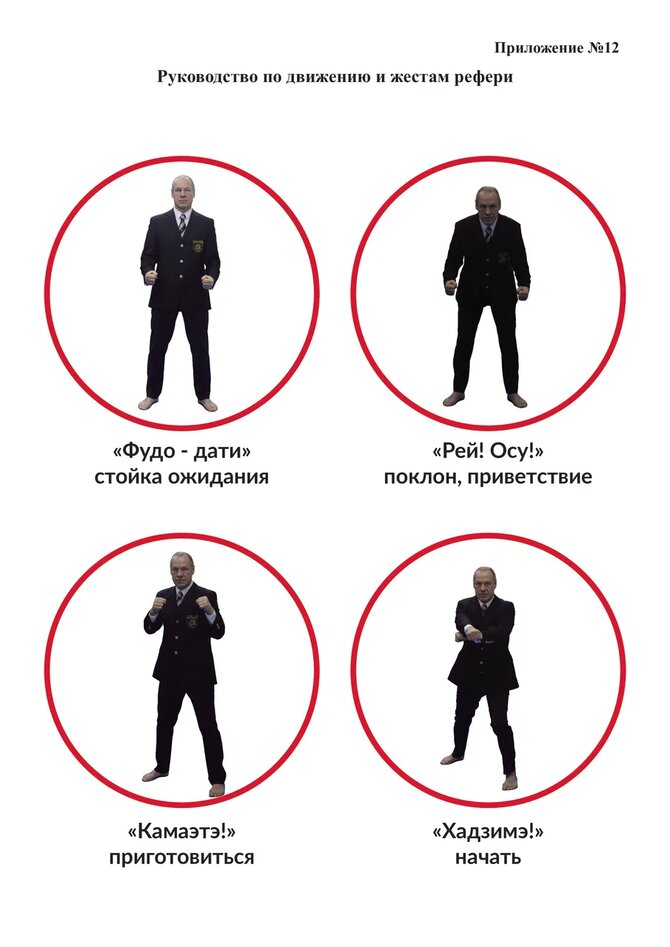 Приложение №12
Руководство по движению и жестам рефери
«Фудо - дати»
стойка ожидания
«Рей! Осу!»
поклон, приветствие
«Камаэтэ!»
приготовиться
«Хадзимэ!»
начать